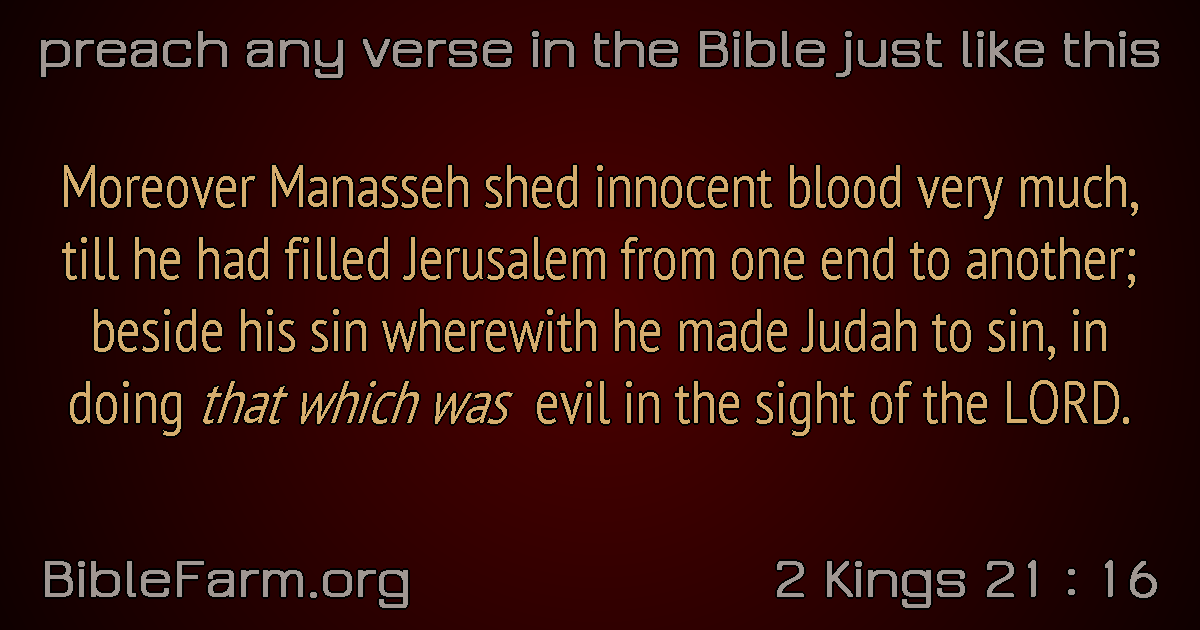 preach any verse in the Bible just like this
Moreover Manasseh shed innocent blood very much,
till he had filled Jerusalem from one end to another;
beside his sin wherewith he made Judah to sin, in
doing that which was evil in the sight of the LORD.
BibleFarm.org
2 Kings 21 : 16